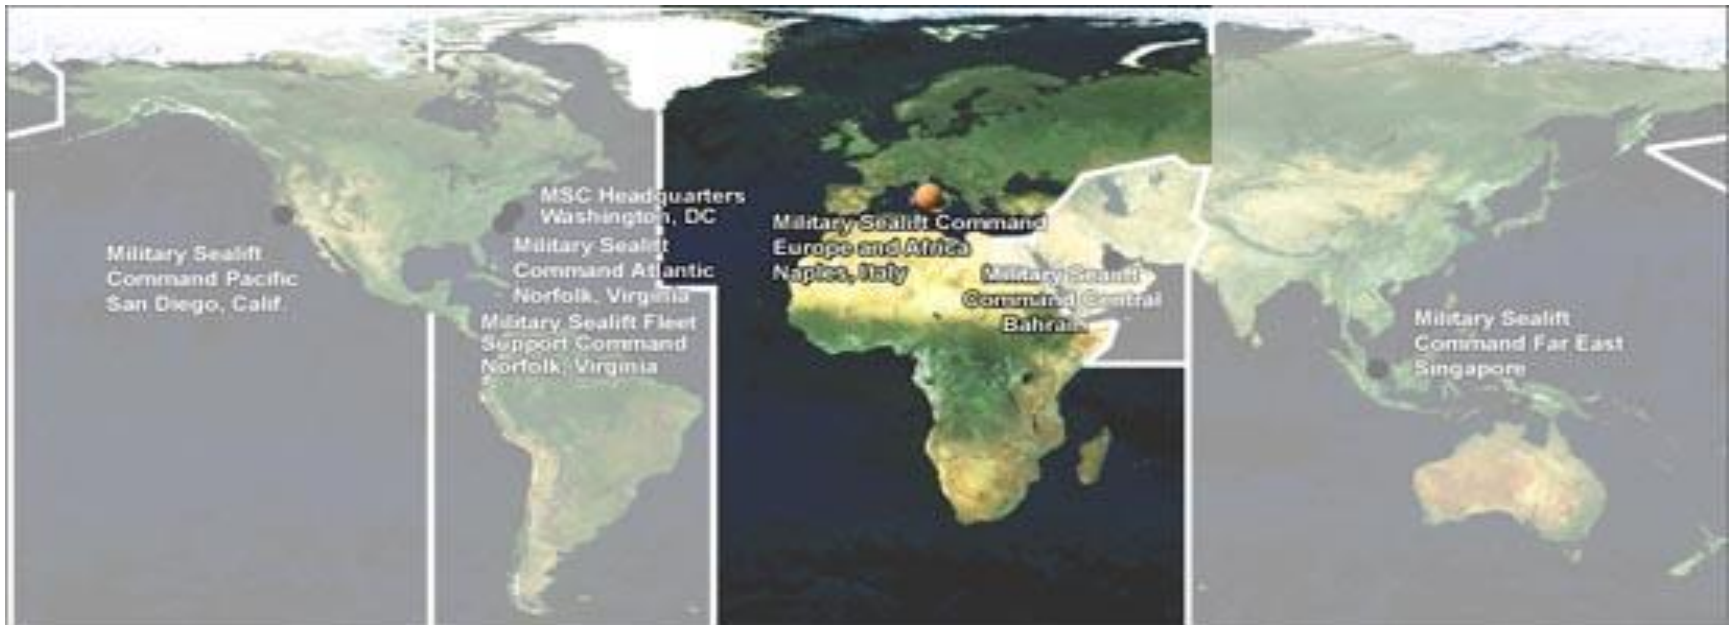 Military Sealift
Command Pacific
San Diego, Calif.
MSC Headquarters
Washington, DC
Military Sealift
Command Atlantic
Norfolk, Virginia
Military Sealift Fleet
Support Command
Norfolk, Virginia
Military Sealift Command
Europe and Africa
Naples, Italy
Military Sealift
Command Central
Bahrain
Military Sealift
Command Far East
Singapore